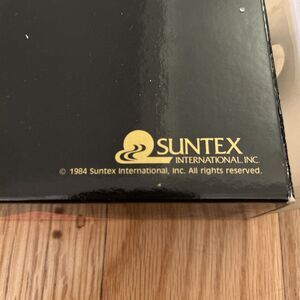 SUNTEX
INTERNATIONAL, INC.
© 1984 Suntex International, Inc. All rights reserved.